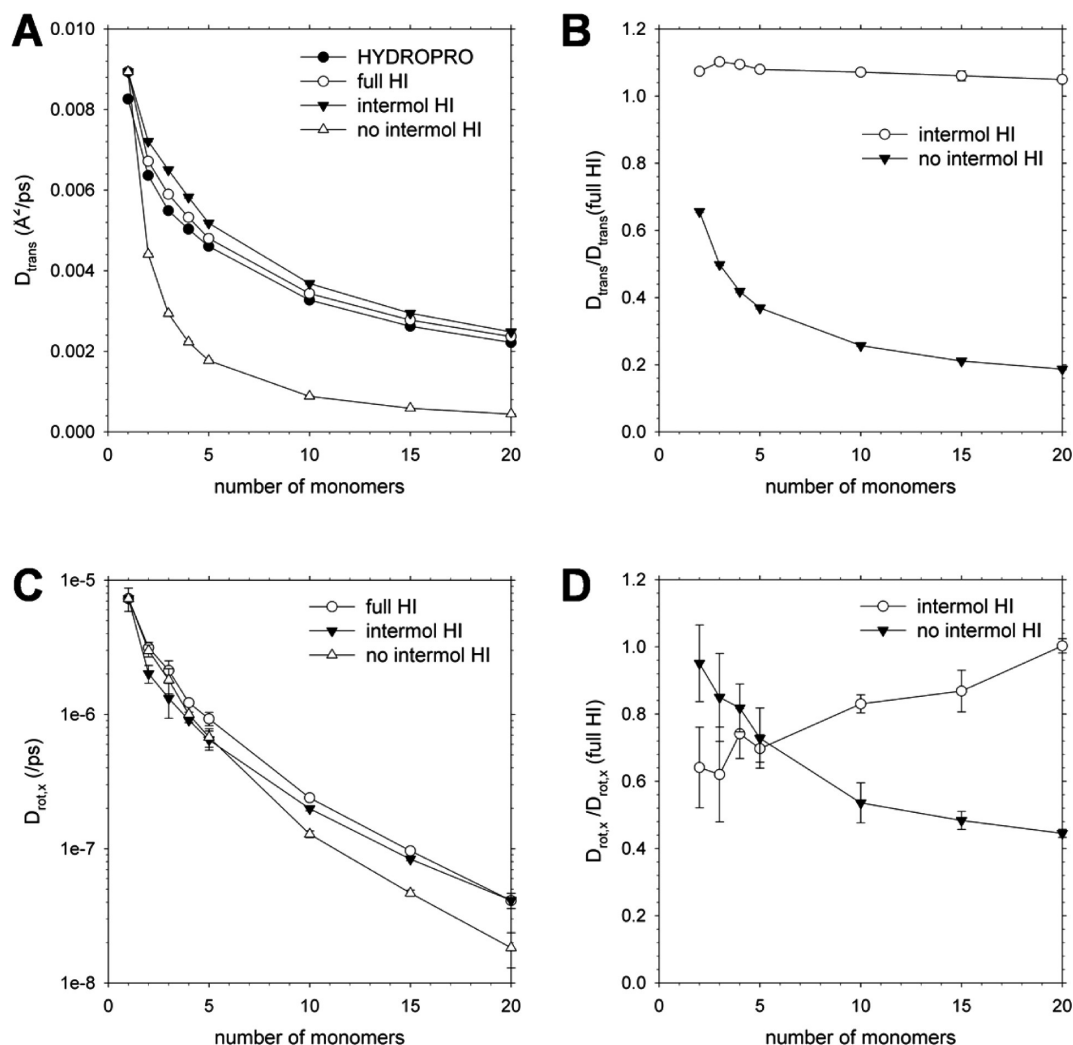 A
0.010
0.008
0.006
0.004
0.002
0.000
D_trans (Å²/ps)
HYDROPRO
full HI
intermol HI
no intermol HI
0 5 10 15 20
number of monomers
B
1.2
1.0
0.8
0.6
0.4
0.2
0.0
D_trans/D_trans(full HI)
intermol HI
no intermol HI
0 5 10 15 20
number of monomers
C
1e-5
1e-6
1e-7
1e-8
D_rot,x (/ps)
full HI
intermol HI
no intermol HI
0 5 10 15 20
number of monomers
D
1.2
1.0
0.8
0.6
0.4
0.2
0.0
D_rot,x /D_rot,x (full HI)
intermol HI
no intermol HI
0 5 10 15 20
number of monomers